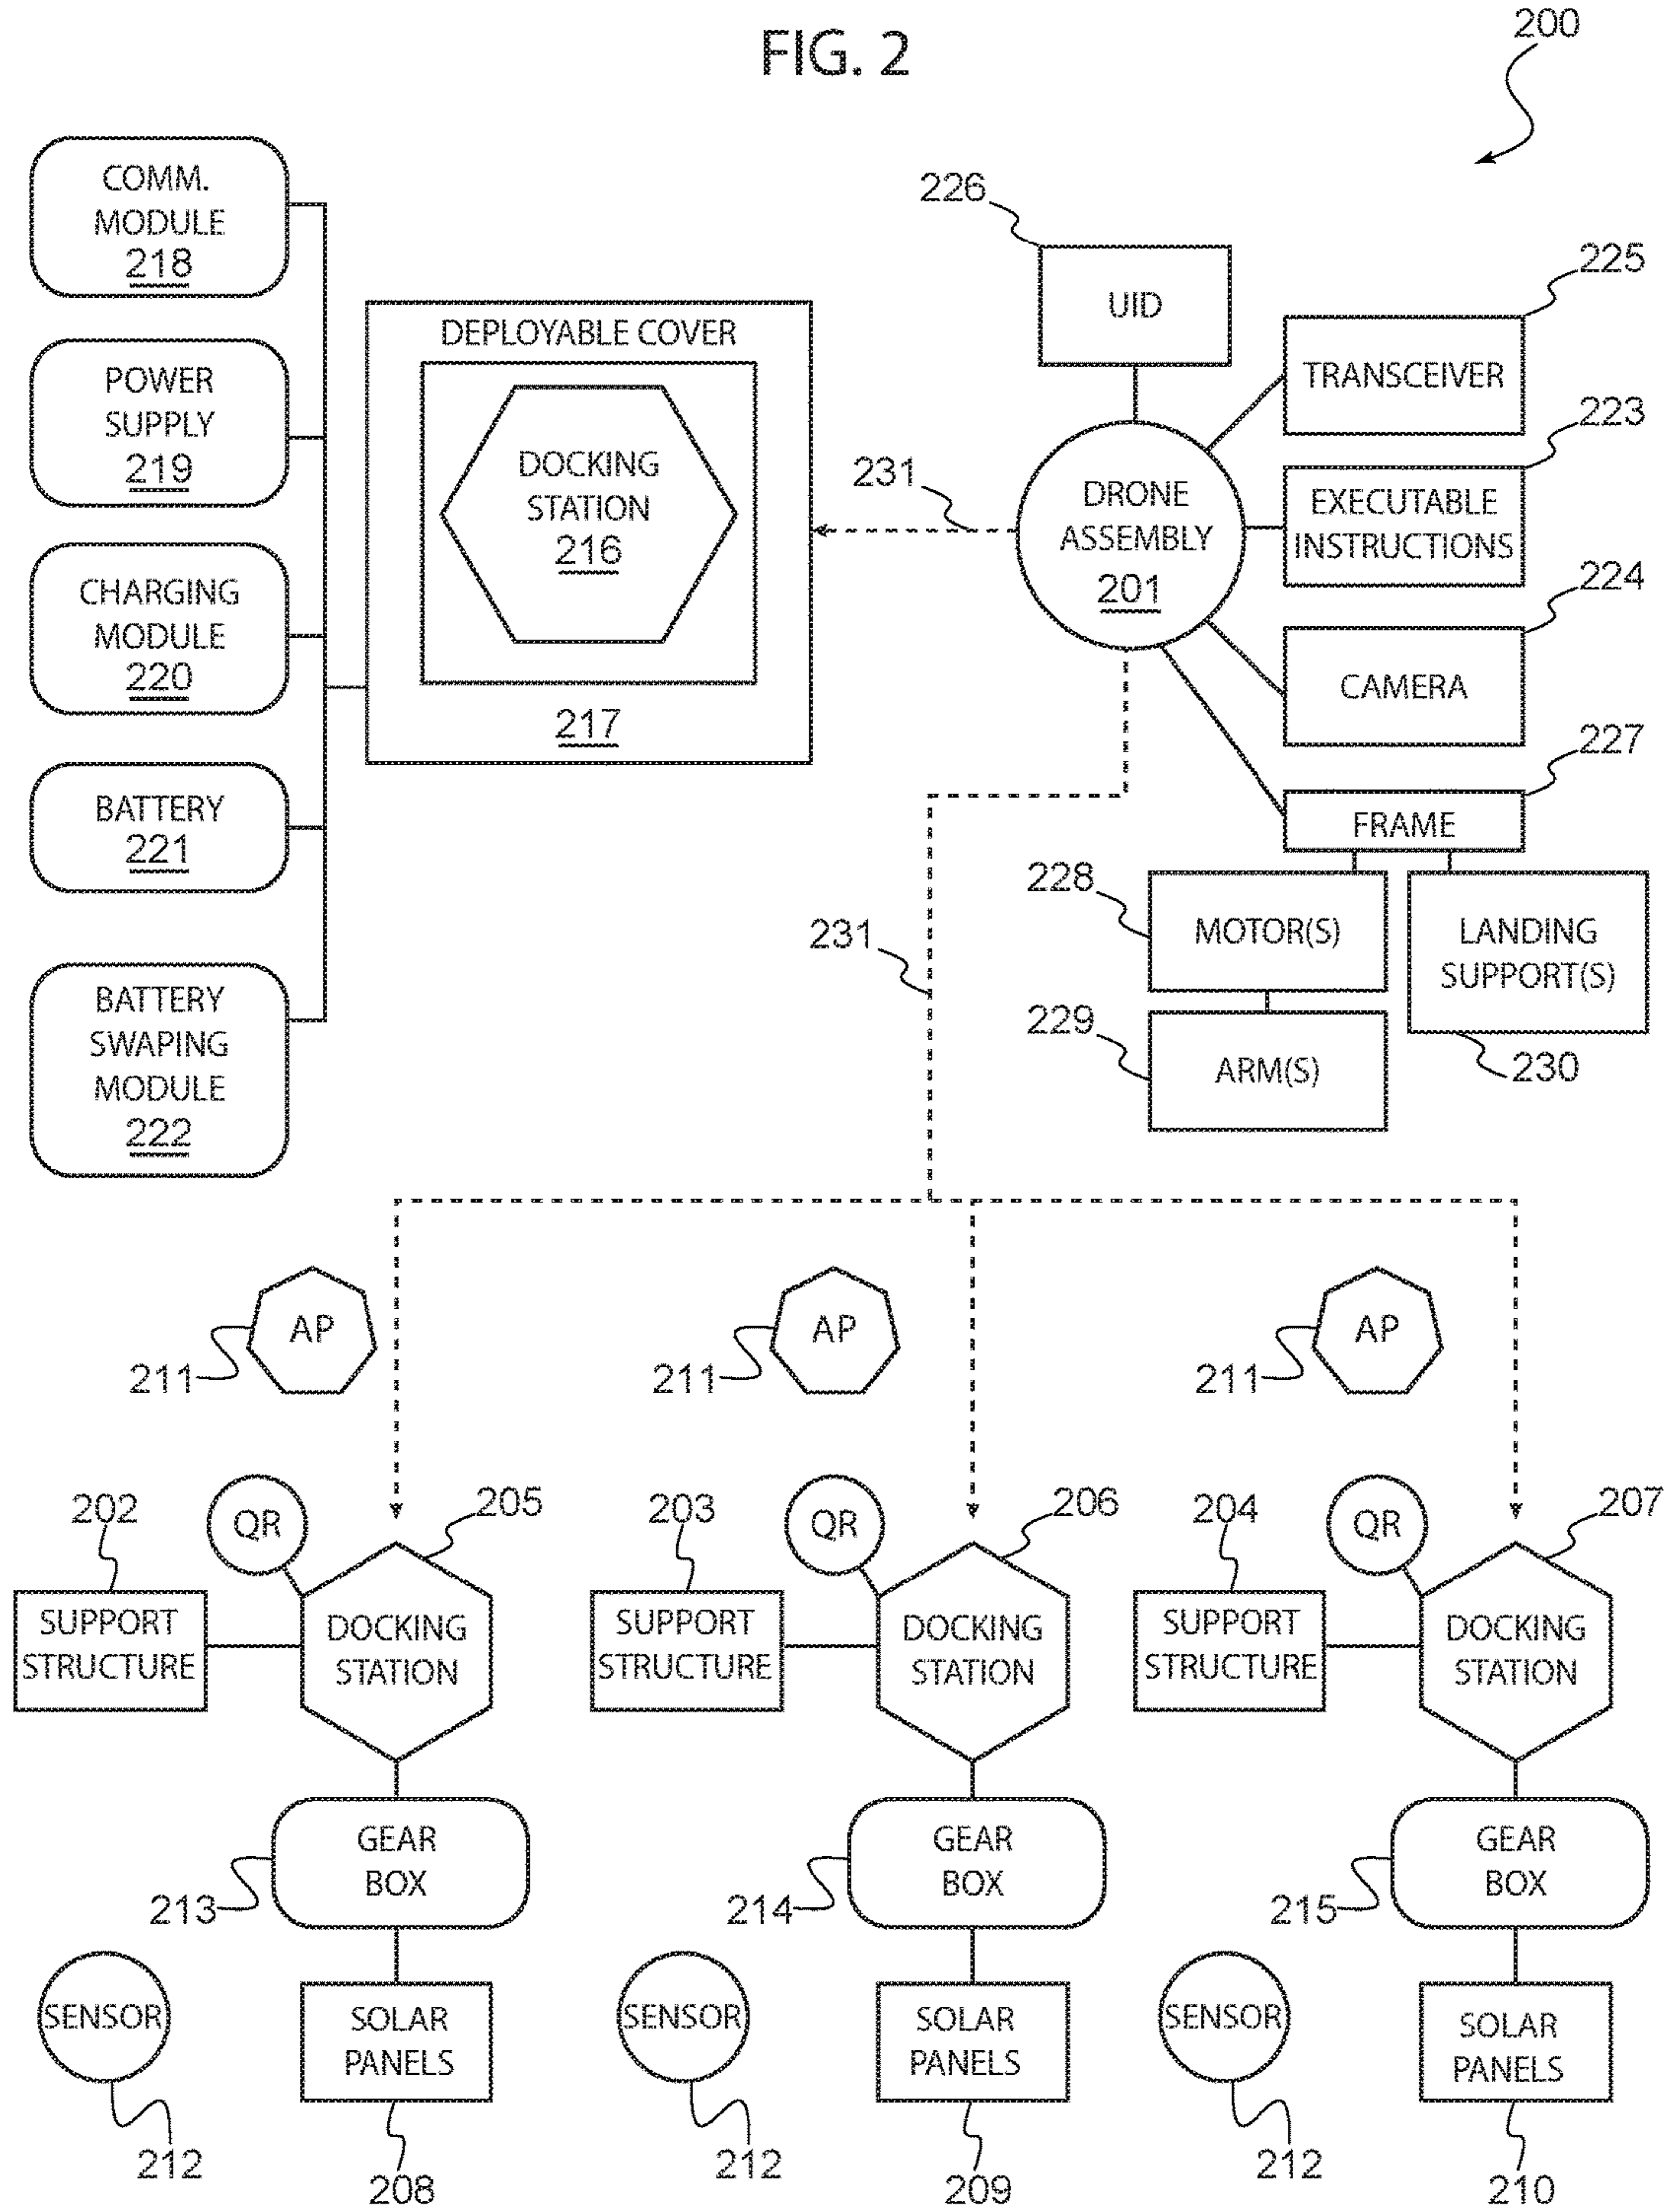 FIG. 2
200
COMM.
MODULE
218
POWER
SUPPLY
219
CHARGING
MODULE
220
BATTERY
221
BATTERY
SWAPING
MODULE
222
DEPLOYABLE COVER
DOCKING
STATION
216
217
231
226
UID
DRONE
ASSEMBLY
201
225
TRANSCEIVER
223
EXECUTABLE
INSTRUCTIONS
224
CAMERA
227
FRAME
228
MOTOR(S)
LANDING
SUPPORT(S)
229
ARM(S)
230
231
AP
211
AP
211
AP
211
202
QR
205
SUPPORT
STRUCTURE
DOCKING
STATION
203
QR
206
SUPPORT
STRUCTURE
DOCKING
STATION
204
QR
207
SUPPORT
STRUCTURE
DOCKING
STATION
GEAR
BOX
213
GEAR
BOX
214
GEAR
BOX
215
SENSOR
212
SOLAR
PANELS
208
SENSOR
212
SOLAR
PANELS
209
SENSOR
212
SOLAR
PANELS
210